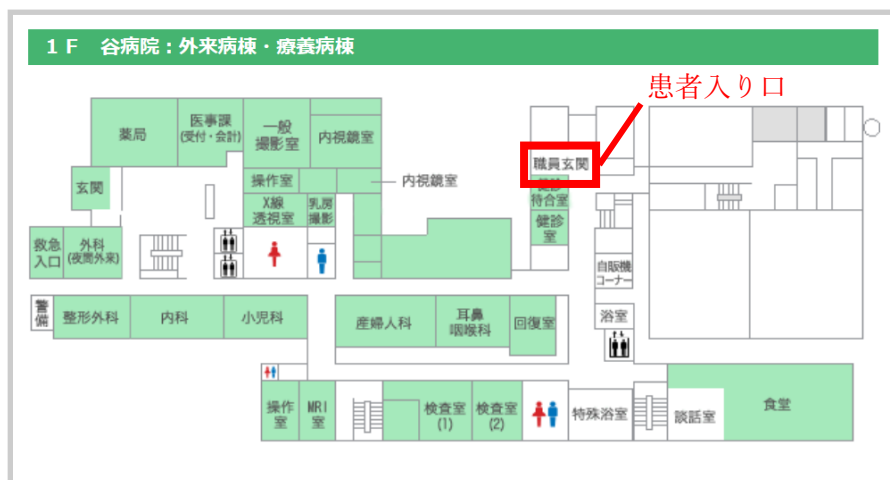 1F 谷病院：外来病棟・療養病棟
患者入り口
薬局
医事課
(受付・会計)
一般
撮影室
内視鏡室
職員玄関
玄関
操作室
内視鏡室
健診
待合室
X線
透視室
乳房
撮影
健診
室
救急
入口
外科
(夜間外来)
自販機
コーナー
警備
整形外科
内科
小児科
産婦人科
耳鼻
咽喉科
回復室
浴室
操作
室
MRI
室
検査室
(1)
検査室
(2)
特殊浴室
談話室
食堂